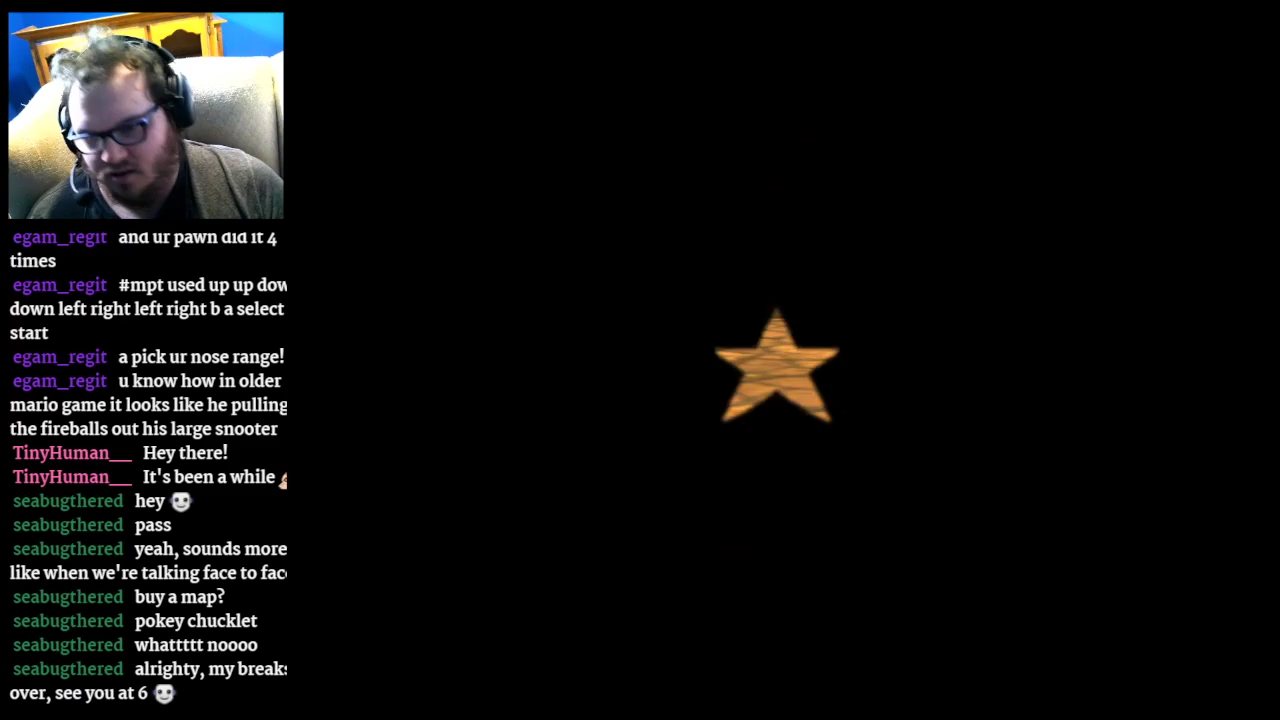 egam_regit and ur pawn did it 4
times
egam_regit #mpt used up up dow
down left right left right b a select
start
egam_regit a pick ur nose range!
egam_regit u know how in older
mario game it looks like he pulling
the fireballs out his large snooter
TinyHuman__ Hey there!
TinyHuman__ It's been a while
seabugthered hey
seabugthered pass
seabugthered yeah, sounds more
like when we're talking face to fac
seabugthered buy a map?
seabugthered pokey chucklet
seabugthered whattttt noooo
seabugthered alrighty, my breaks
over, see you at 6